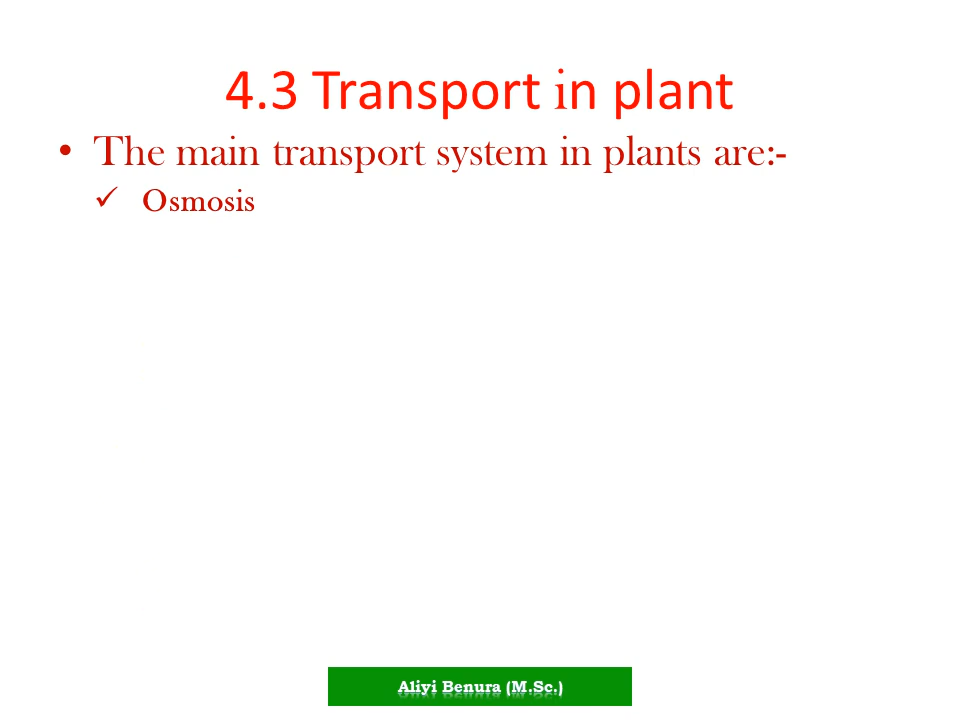 4.3 Transport in plant
• The main transport system in plants are:-
✓ Osmosis
Aliyi Benura (M.Sc.)